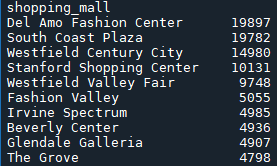 shopping_mall
Del Amo Fashion Center 19897
South Coast Plaza 19782
Westfield Century City 14980
Stanford Shopping Center 10131
Westfield Valley Fair 9748
Fashion Valley 5055
Irvine Spectrum 4985
Beverly Center 4936
Glendale Galleria 4907
The Grove 4798